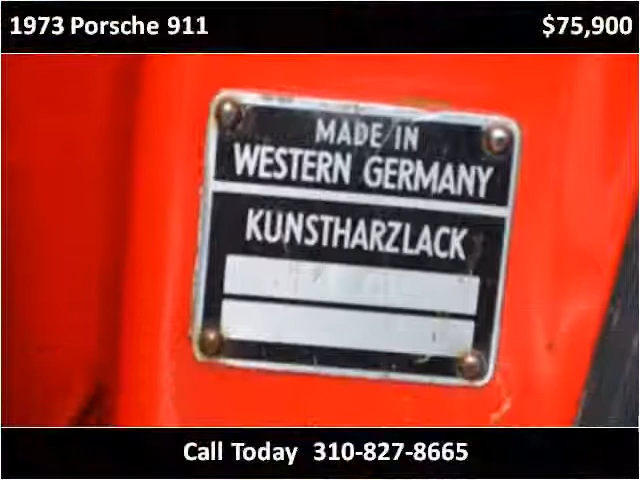 1973 Porsche 911 $75,900
MADE IN
WESTERN GERMANY
KUNSTHARZLACK
Call Today 310-827-8665